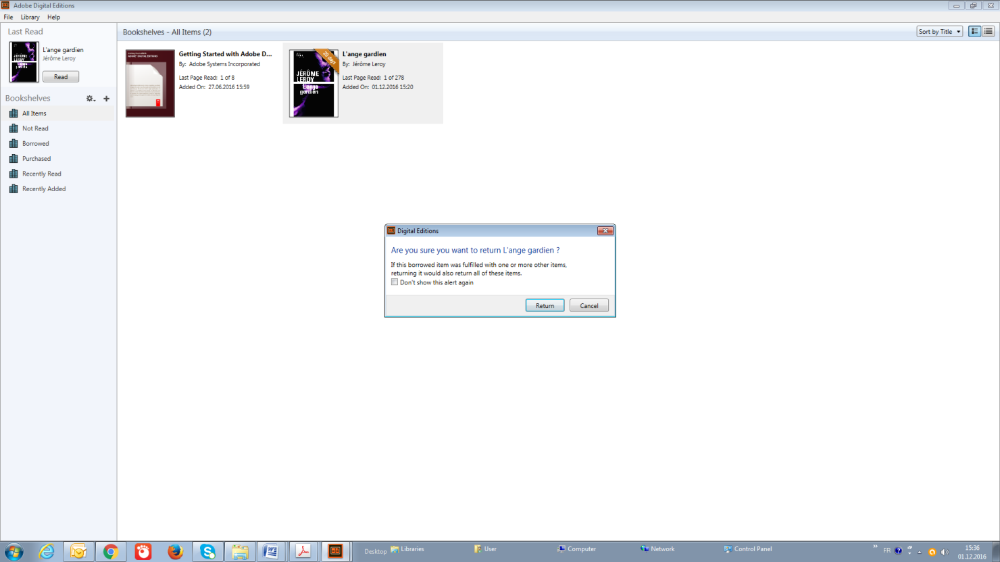 Adobe Digital Editions
File Library Help
Last Read
L'ange gardien
Jérôme Leroy
Read
Bookshelves
All Items
Not Read
Borrowed
Purchased
Recently Read
Recently Added
Bookshelves - All Items (2)
Sort by Title
Getting Started with Adobe D...
By: Adobe Systems Incorporated
Last Page Read: 1 of 8
Added On: 27.06.2016 15:59
20 days
JÉRÔME
LEROY
L'ange
gardien
L'ange gardien
By: Jérôme Leroy
Last Page Read: 1 of 278
Added On: 01.12.2016 15:20
Digital Editions
Are you sure you want to return L'ange gardien ?
If this borrowed item was fulfilled with one or more other items,
returning it would also return all of these items.
Don't show this alert again
Return Cancel
Desktop Libraries User Computer Network Control Panel
FR
15:36
01.12.2016